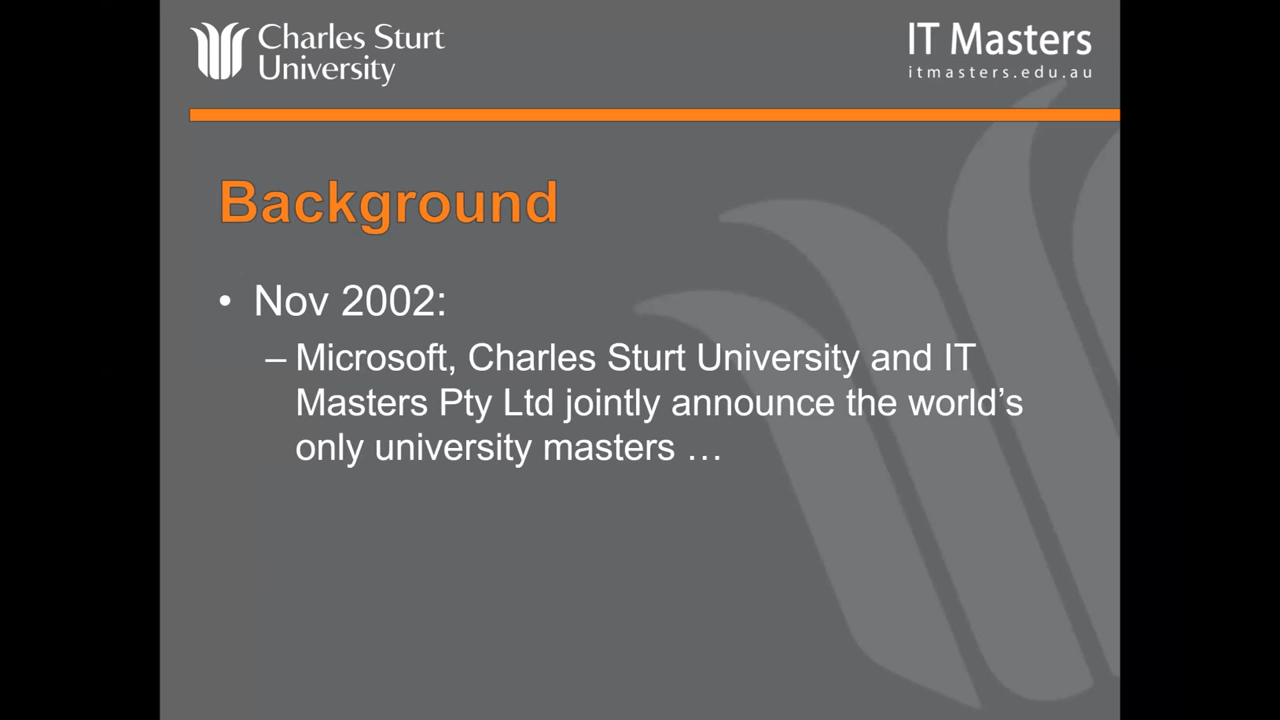 Charles Sturt
University
IT Masters
itmasters.edu.au
Background
• Nov 2002:
– Microsoft, Charles Sturt University and IT
Masters Pty Ltd jointly announce the world’s
only university masters …